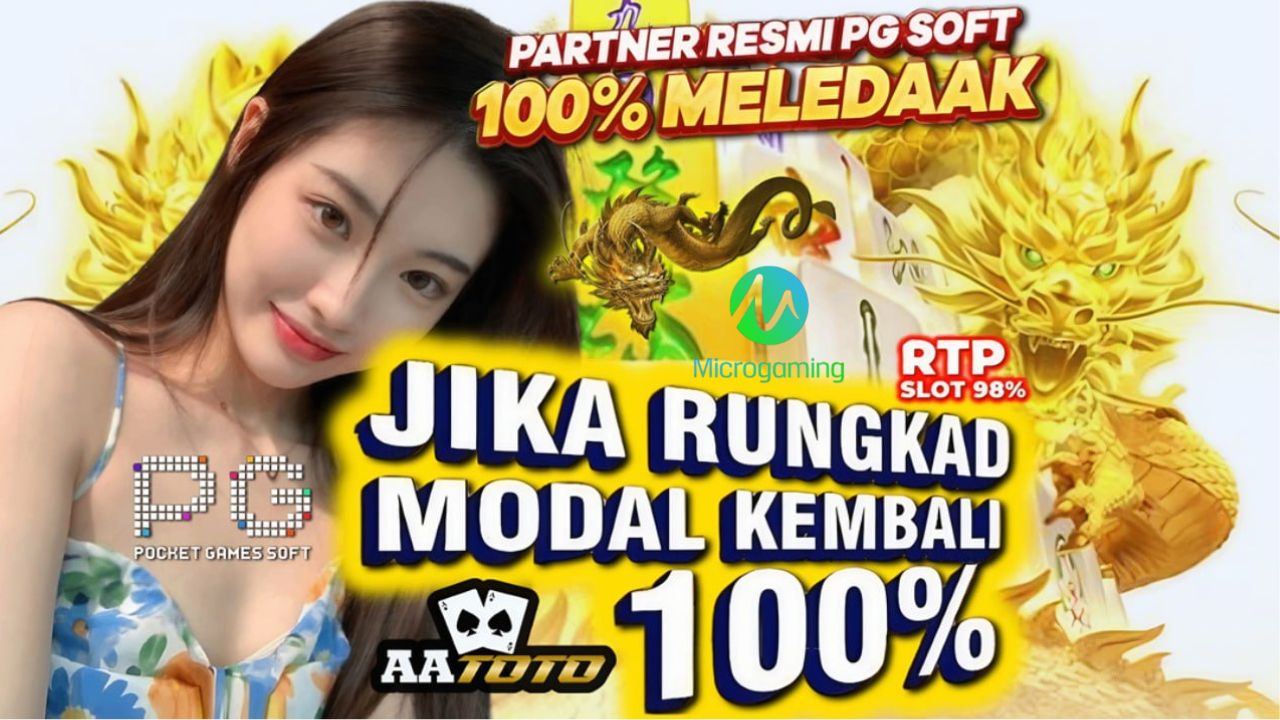 PARTNER RESMI PG SOFT
100% MELEDAAK
Microgaming
RTP
SLOT 98%
JIKA RUNGKAD
MODAL KEMBALI
100%
PG
POCKET GAMES SOFT
AATOTO